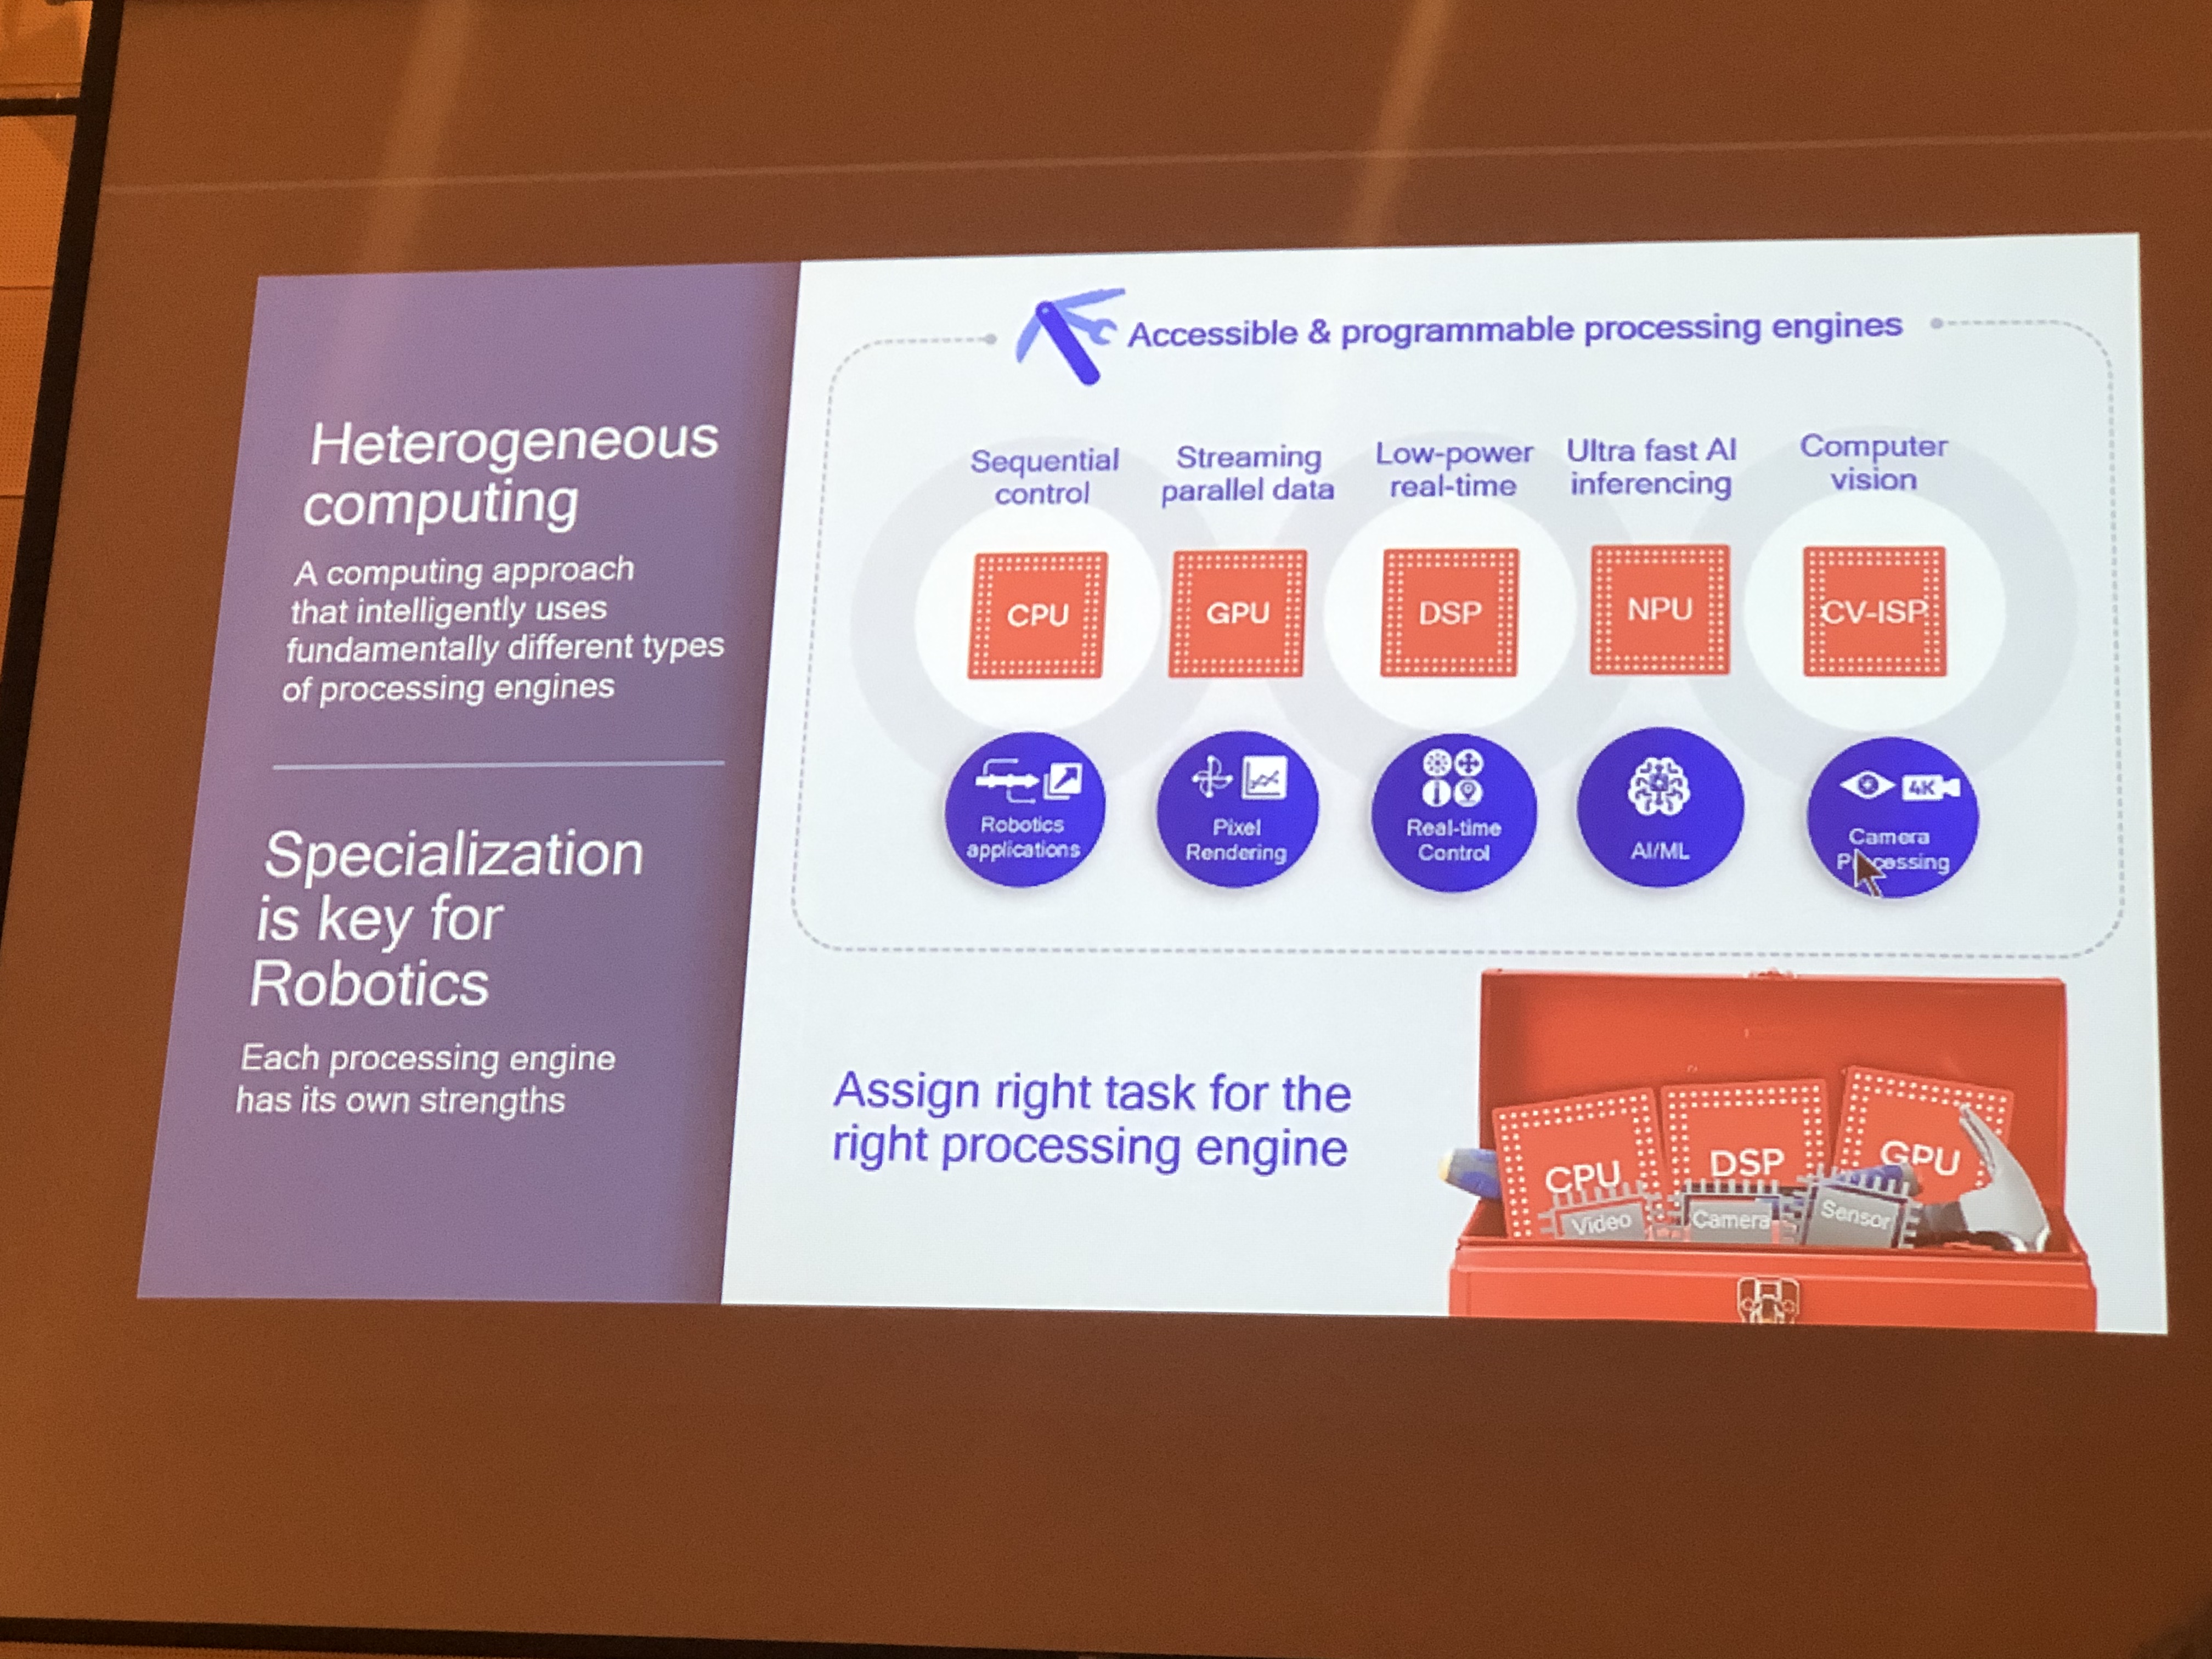 Heterogeneous
computing
A computing approach
that intelligently uses
fundamentally different types
of processing engines
Specialization
is key for
Robotics
Each processing engine
has its own strengths
Accessible & programmable processing engines
Sequential
control
Streaming
parallel data
Low-power
real-time
Ultra fast AI
inferencing
Computer
vision
CPU
GPU
DSP
NPU
CV-ISP
Robotics
applications
Pixel
Rendering
Real-time
Control
AI/ML
4K
Camera
Processing
Assign right task for the
right processing engine
CPU
DSP
GPU
Video
Camera
Sensor